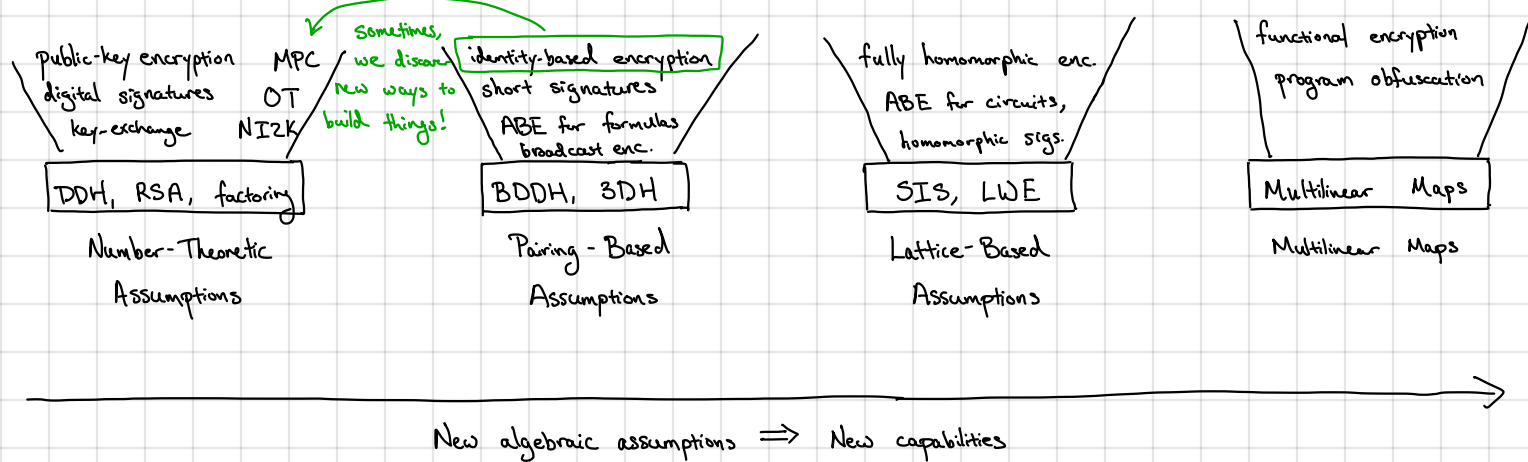 public-key encryption MPC
digital signatures OT
key-exchange NIZK
DDH, RSA, factoring
Number-Theoretic
Assumptions
sometimes,
we discover
new ways to
build things!
identity-based encryption
short signatures
ABE for formulas
broadcast enc.
BDDH, 3DH
Pairing-Based
Assumptions
fully homomorphic enc.
ABE for circuits,
homomorphic sigs.
SIS, LWE
Lattice-Based
Assumptions
functional encryption
program obfuscation
Multilinear Maps
Multilinear Maps
New algebraic assumptions ⟹ New capabilities